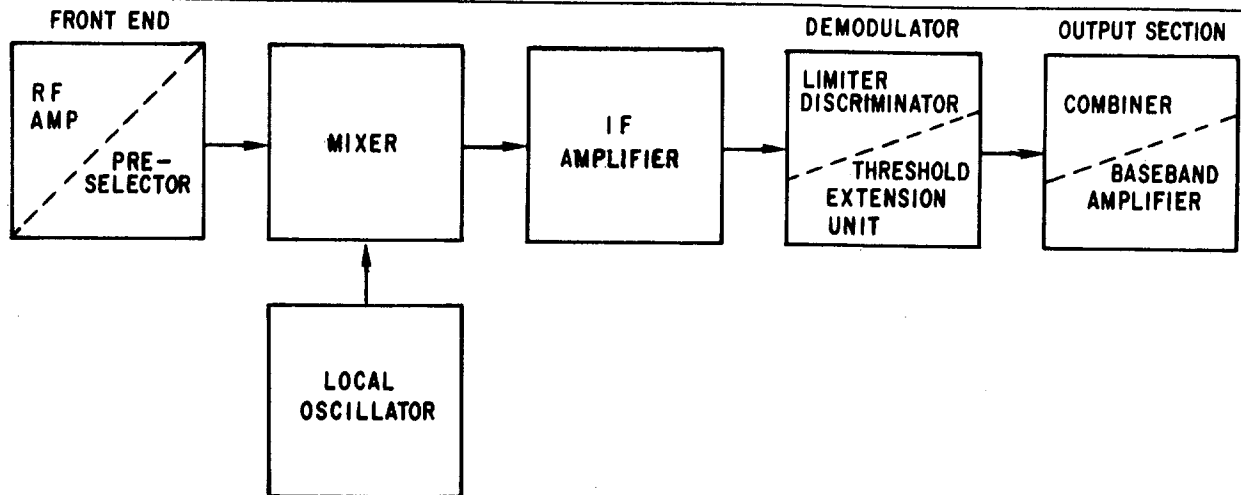 FRONT END
RF
AMP
PRE-
SELECTOR
MIXER
LOCAL
OSCILLATOR
IF
AMPLIFIER
DEMODULATOR
LIMITER
DISCRIMINATOR
THRESHOLD
EXTENSION
UNIT
OUTPUT SECTION
COMBINER
BASEBAND
AMPLIFIER